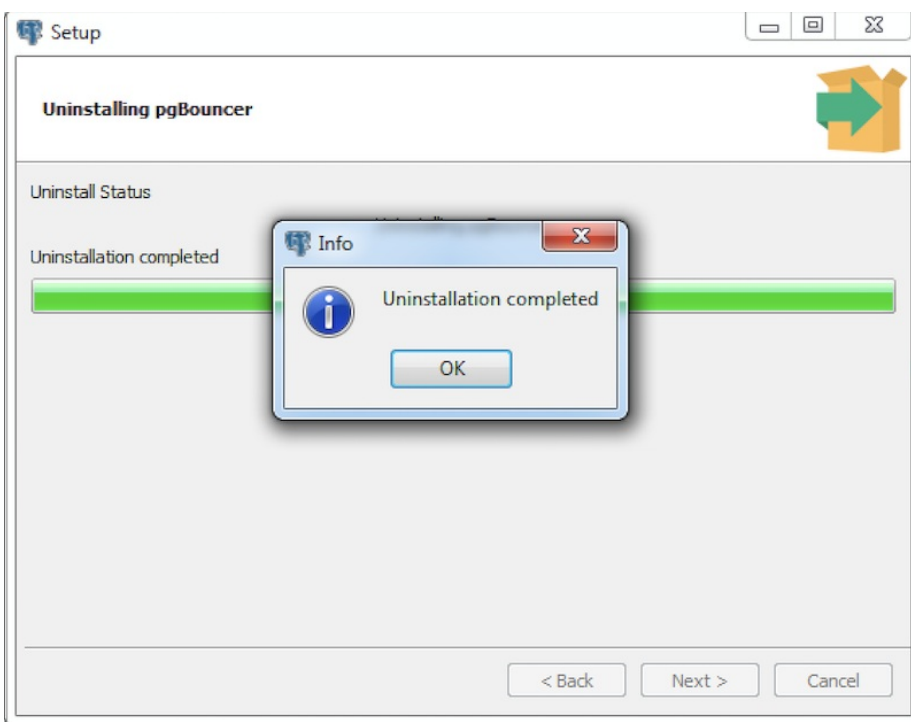 Setup
Uninstalling pgBouncer
Uninstall Status
Uninstallation completed
Info
Uninstallation completed
OK
< Back
Next >
Cancel